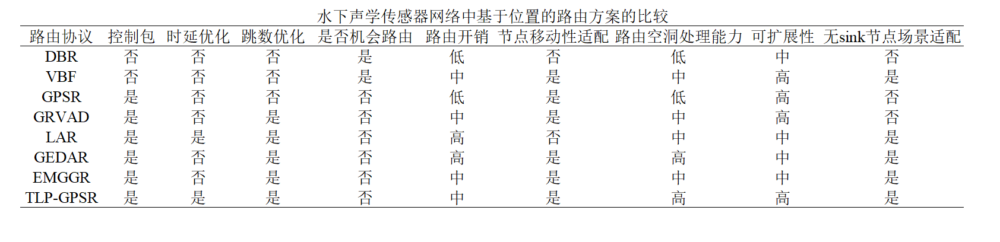 水下声学传感器网络中基于位置的路由方案的比较
路由协议 控制包 时延优化 跳数优化 是否机会路由 路由开销 节点移动性适配 路由空洞处理能力 可扩展性 无sink节点场景适配
DBR 否 否 否 是 低 否 低 中 否
VBF 否 否 否 是 中 是 中 高 是
GPSR 是 否 否 否 低 是 低 高 否
GRVAD 是 否 是 否 中 是 中 高 否
LAR 是 是 是 否 高 否 中 中 是
GEDAR 是 否 是 否 高 是 高 中 是
EMGGR 是 否 是 否 中 是 中 中 是
TLP-GPSR 是 是 是 否 中 是 高 高 是